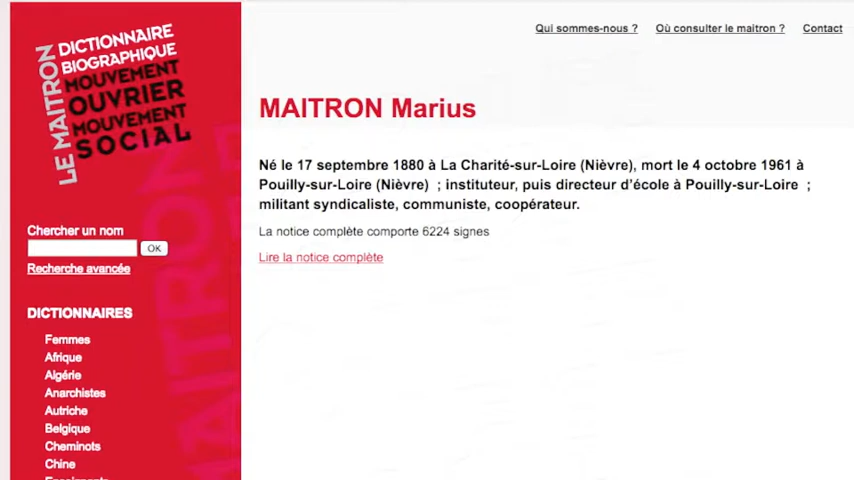 Qui sommes-nous ? Où consulter le maitron ? Contact
LE MAITRON
DICTIONNAIRE
BIOGRAPHIQUE
MOUVEMENT
OUVRIER
MOUVEMENT
SOCIAL
MAITRON Marius
Né le 17 septembre 1880 à La Charité-sur-Loire (Nièvre), mort le 4 octobre 1961 à
Pouilly-sur-Loire (Nièvre) ; instituteur, puis directeur d’école à Pouilly-sur-Loire ;
militant syndicaliste, communiste, coopérateur.
La notice complète comporte 6224 signes
Lire la notice complète
Chercher un nom
OK
Recherche avancée
DICTIONNAIRES
Femmes
Afrique
Algérie
Anarchistes
Autriche
Belgique
Cheminots
Chine